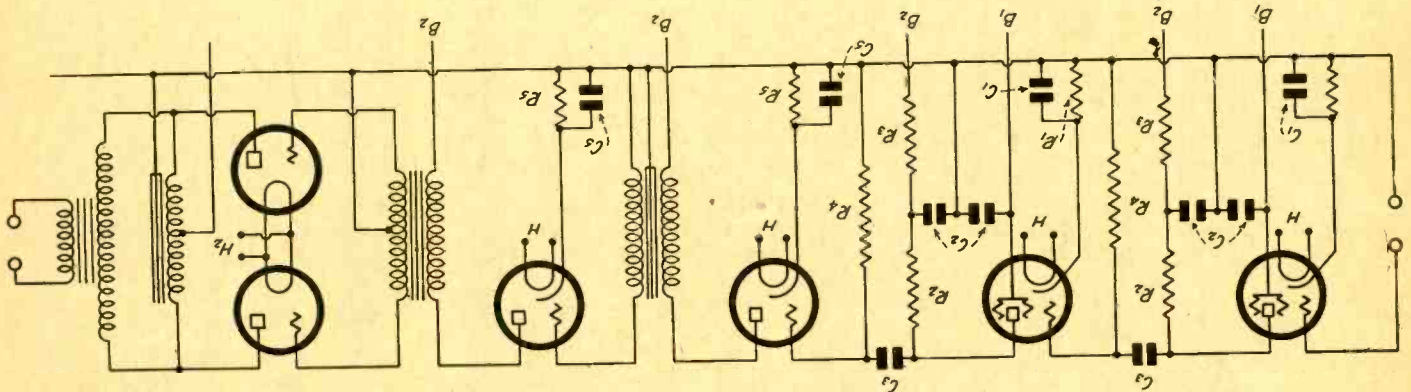 B₁ B₂ B₁ B₂ B₂ B₂
C₅
C₁ R₃ R₁ C₁ R₃ R₅ C₅ R₅
R₄ R₄
H H H H
C₂ C₂ H₂
R₂ R₂
C₃ C₃